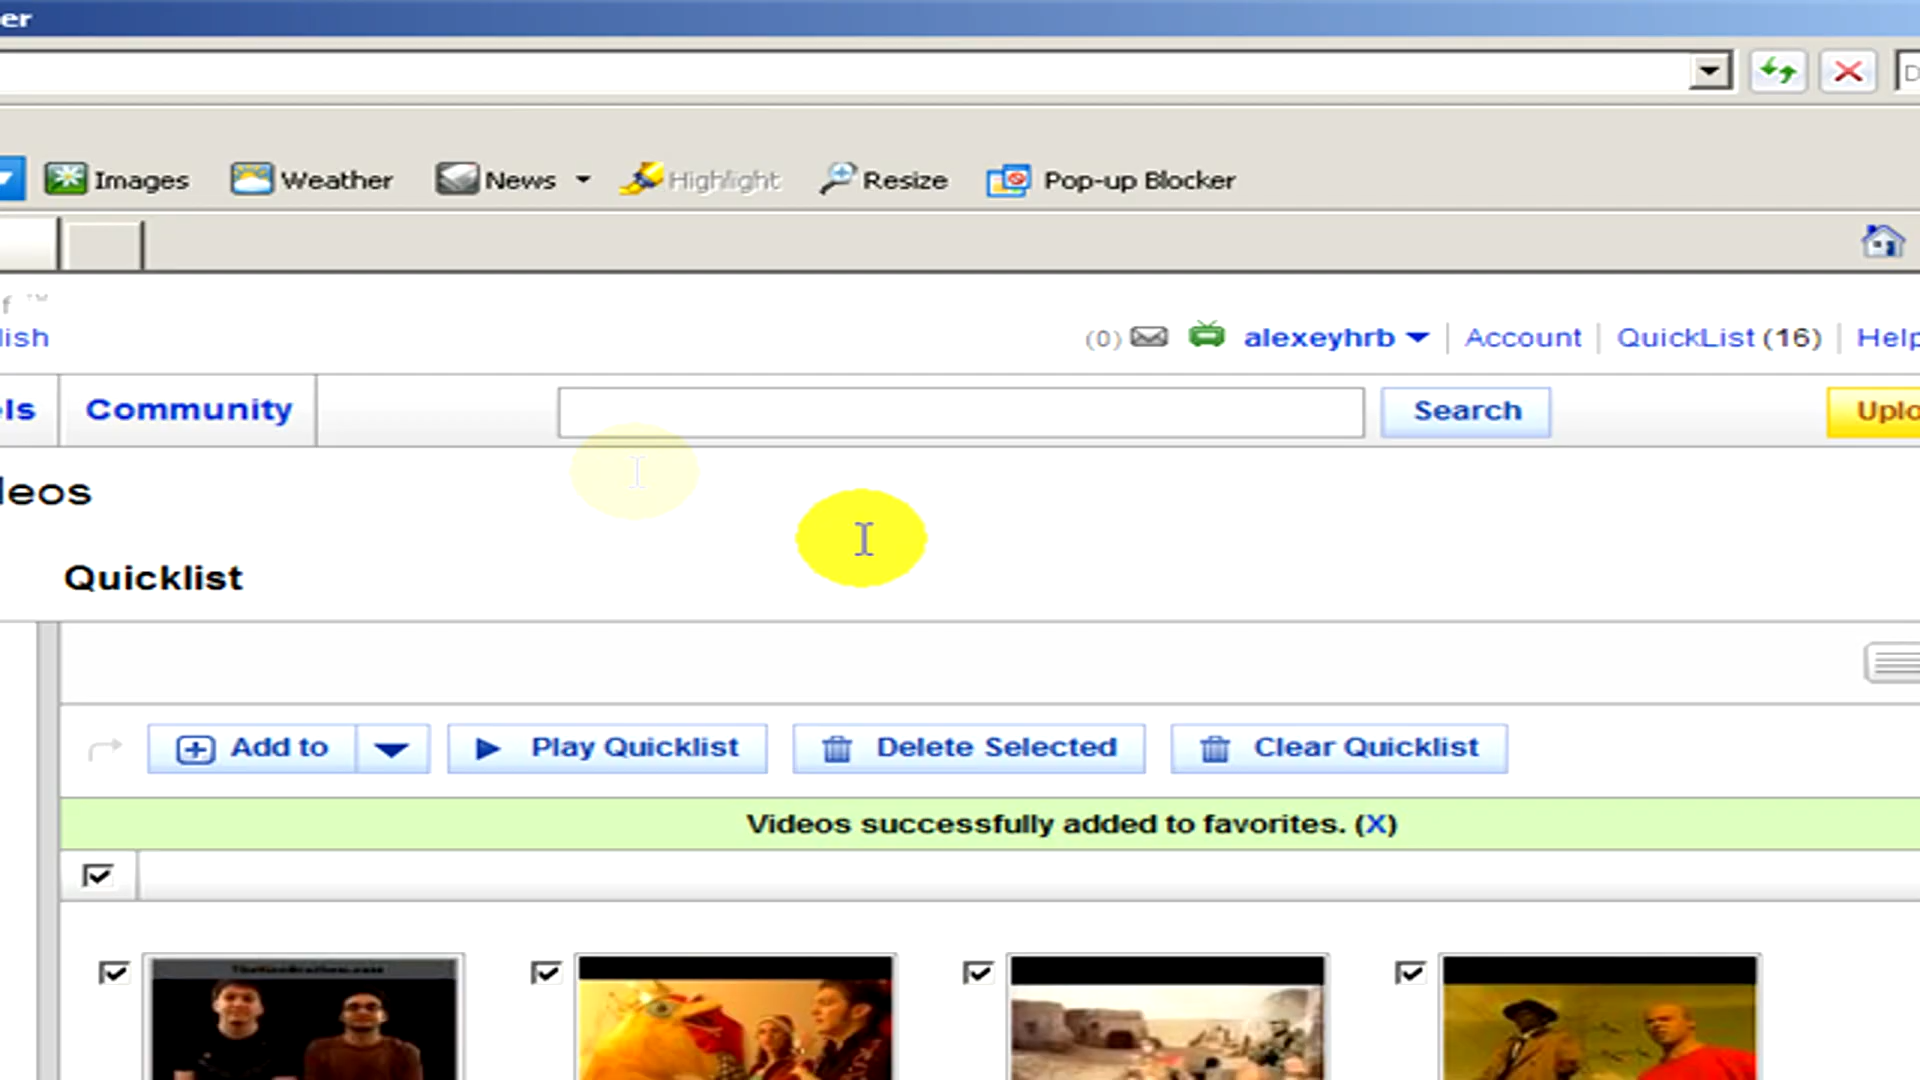 er
Images Weather News Highlight Resize Pop-up Blocker
lish
(0) alexeyhrb Account QuickList (16) Help
ls Community Search Uplo
leos
Quicklist
Add to Play Quicklist Delete Selected Clear Quicklist
Videos successfully added to favorites. (X)